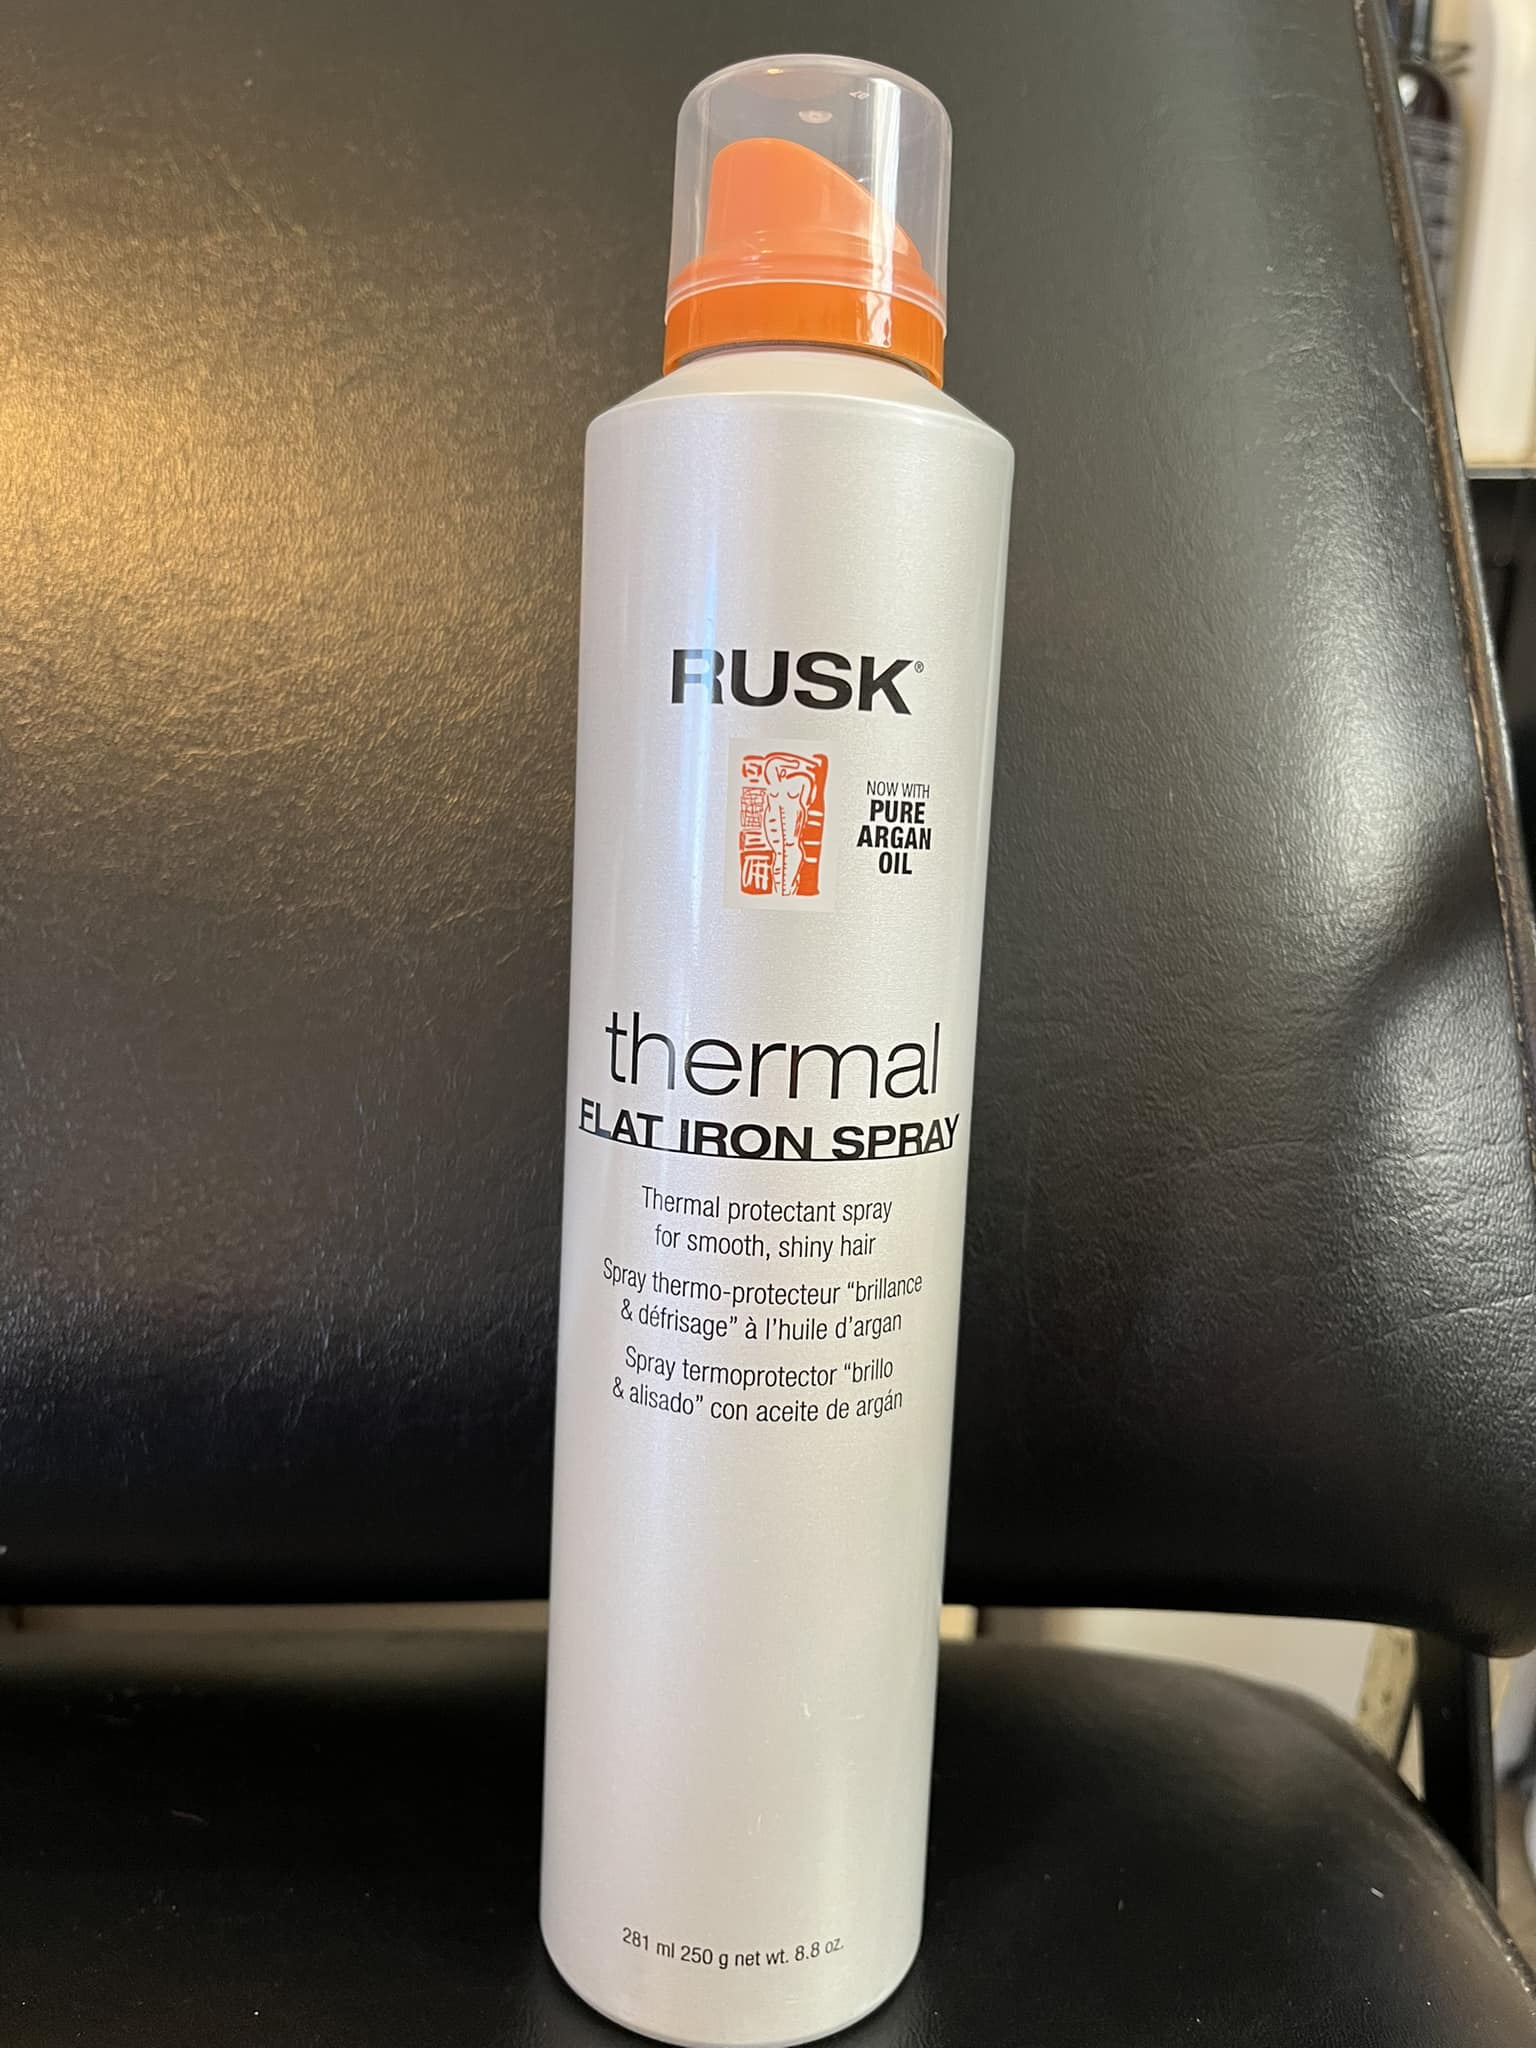 RUSK®
NOW WITH
PURE
ARGAN
OIL
thermal
FLAT IRON SPRAY
Thermal protectant spray
for smooth, shiny hair
Spray thermo-protecteur “brillance
& défrisage” à l’huile d’argan
Spray termoprotector “brillo
& alisado” con aceite de argán
281 ml 250 g net wt. 8.8 oz.